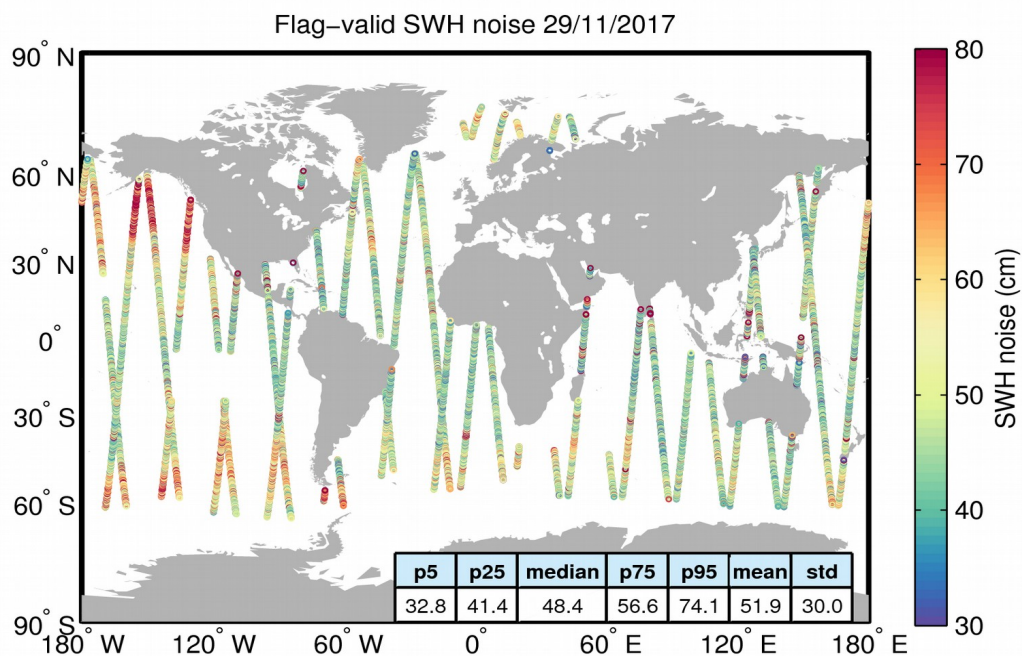 Flag−valid SWH noise 29/11/2017
90° N
60° N
30° N
0°
30° S
60° S
90° S
180° W
120° W
60° W
0°
60° E
120° E
180° E
p5 p25 median p75 p95 mean std
32.8 41.4 48.4 56.6 74.1 51.9 30.0
80
70
60
50
40
30
SWH noise (cm)